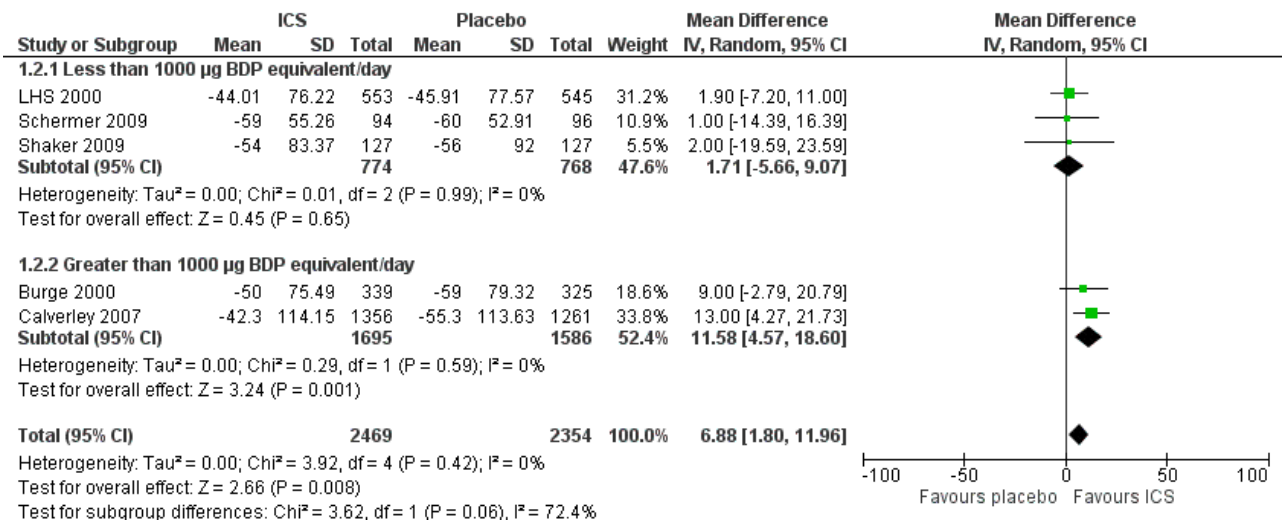 ICS Placebo Mean Difference Mean Difference
Study or Subgroup Mean SD Total Mean SD Total Weight IV, Random, 95% CI IV, Random, 95% CI
1.2.1 Less than 1000 µg BDP equivalent/day
LHS 2000 -44.01 76.22 553 -45.91 77.57 545 31.2% 1.90 [-7.20, 11.00]
Schermer 2009 -59 55.26 94 -60 52.91 96 10.9% 1.00 [-14.39, 16.39]
Shaker 2009 -54 83.37 127 -56 92 127 5.5% 2.00 [-19.59, 23.59]
Subtotal (95% CI) 774 768 47.6% 1.71 [-5.66, 9.07]
Heterogeneity: Tau² = 0.00; Chi² = 0.01, df = 2 (P = 0.99); I² = 0%
Test for overall effect: Z = 0.45 (P = 0.65)
1.2.2 Greater than 1000 µg BDP equivalent/day
Burge 2000 -50 75.49 339 -59 79.32 325 18.6% 9.00 [-2.79, 20.79]
Calverley 2007 -42.3 114.15 1356 -55.3 113.63 1261 33.8% 13.00 [4.27, 21.73]
Subtotal (95% CI) 1695 1586 52.4% 11.58 [4.57, 18.60]
Heterogeneity: Tau² = 0.00; Chi² = 0.29, df = 1 (P = 0.59); I² = 0%
Test for overall effect: Z = 3.24 (P = 0.001)
Total (95% CI) 2469 2354 100.0% 6.88 [1.80, 11.96]
Heterogeneity: Tau² = 0.00; Chi² = 3.92, df = 4 (P = 0.42); I² = 0%
Test for overall effect: Z = 2.66 (P = 0.008)
Test for subgroup differences: Chi² = 3.62, df = 1 (P = 0.06), I² = 72.4%
-100 -50 0 50 100
Favours placebo Favours ICS